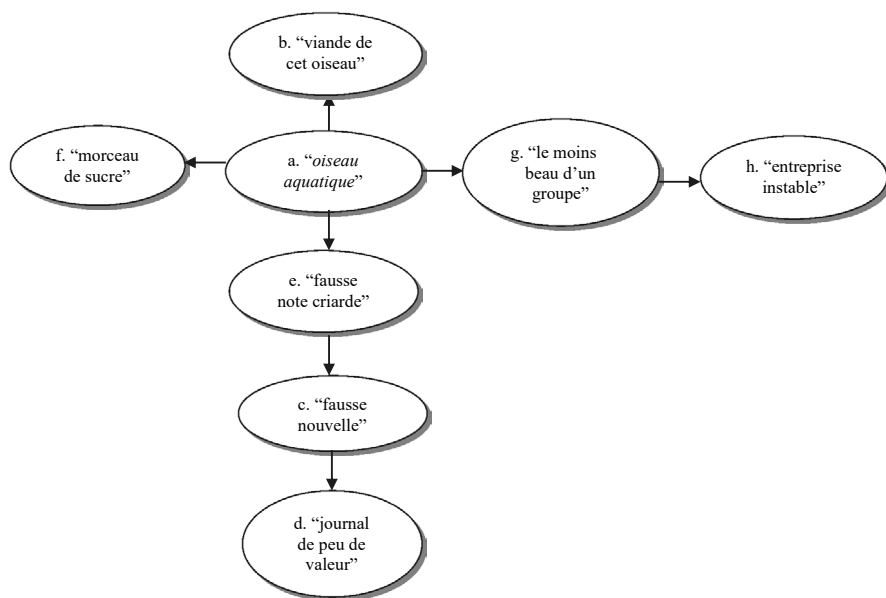 b. “viande de
cet oiseau”
f. “morceau
de sucre”
a. “oiseau
aquatique”
g. “le moins
beau d’un
groupe”
h. “entreprise
instable”
e. “fausse
note criarde”
c. “fausse
nouvelle”
d. “journal
de peu de
valeur”